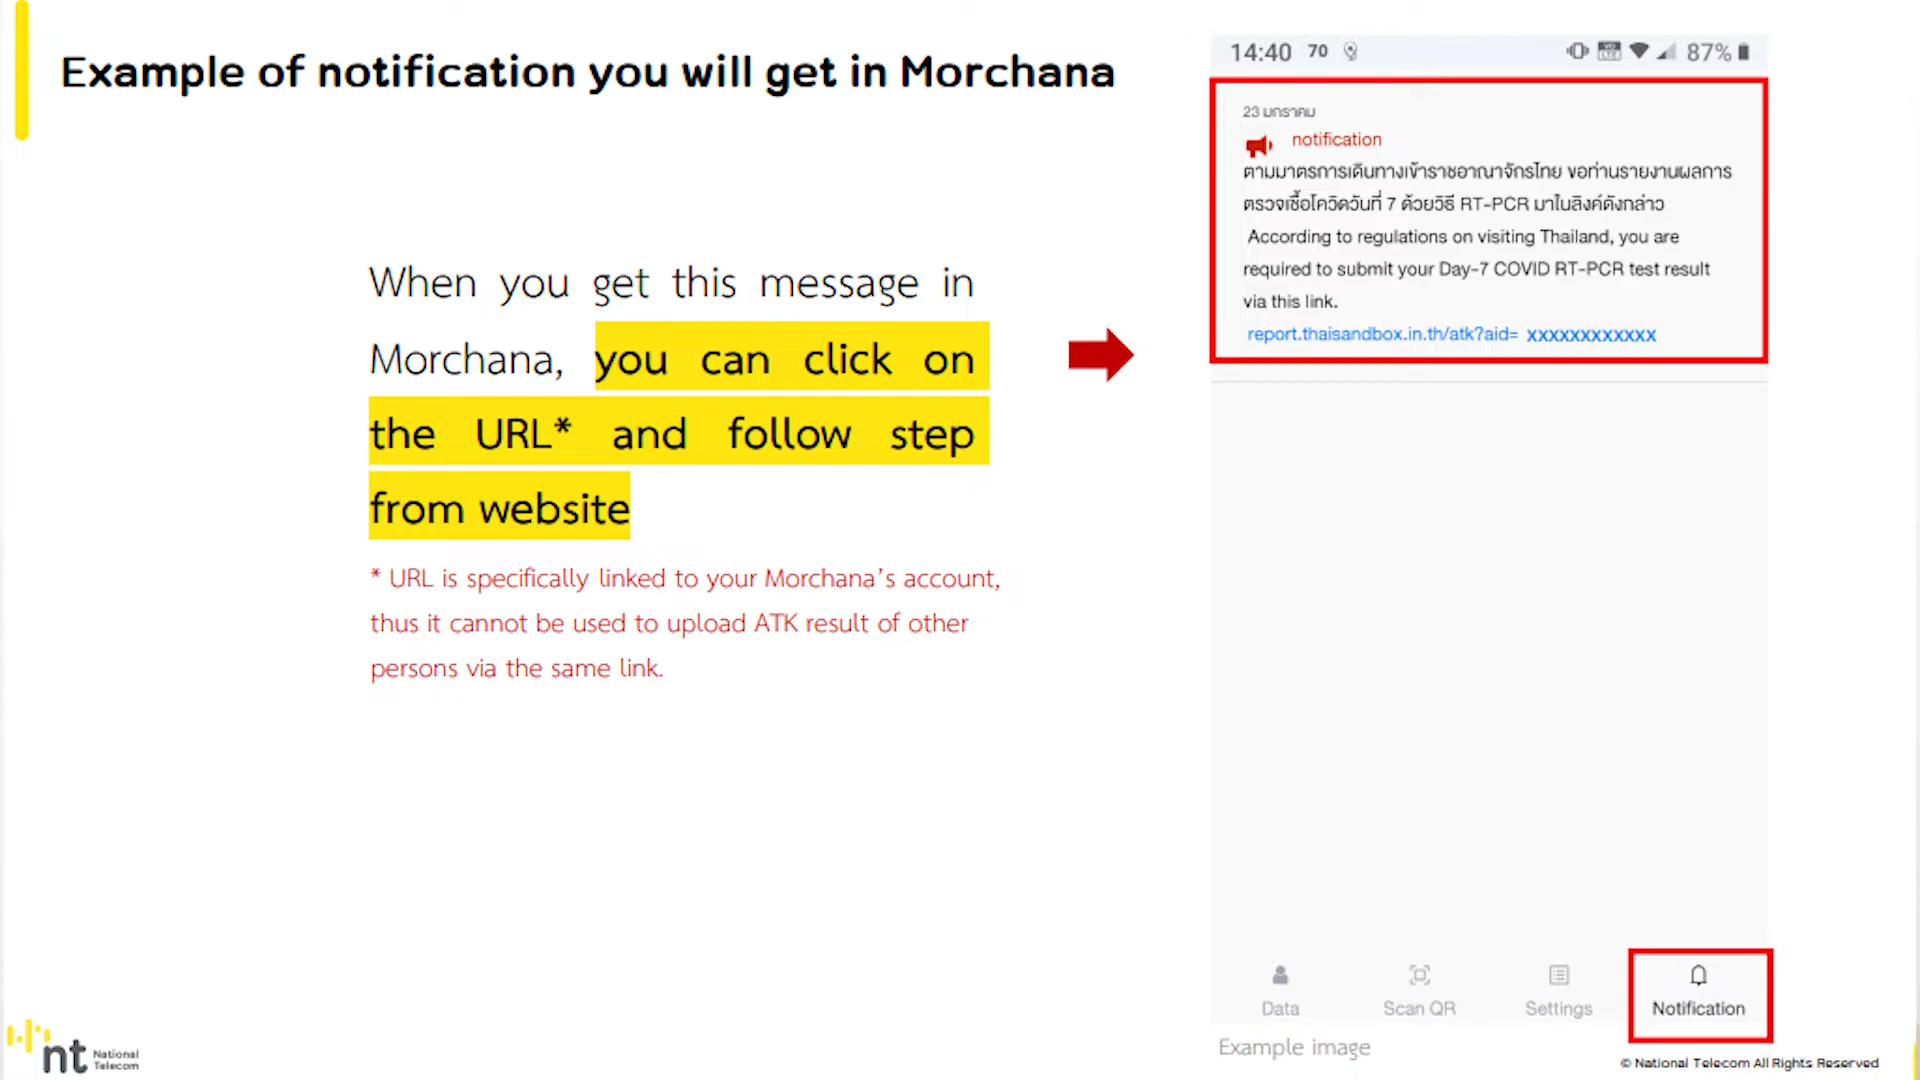 Example of notification you will get in Morchana
When you get this message in
Morchana, you can click on
the URL* and follow step
from website
* URL is specifically linked to your Morchana's account,
thus it cannot be used to upload ATK result of other
persons via the same link.
14:40 70 87%
23 มกราคม
notification
ตามมาตรการเดินทางเข้าราชอาณาจักรไทย ขอท่านรายงานผลการ
ตรวจเชื้อโควิดวันที่ 7 ด้วยวิธี RT-PCR มาในลิงค์ดังกล่าว
According to regulations on visiting Thailand, you are
required to submit your Day-7 COVID RT-PCR test result
via this link.
report.thaisandbox.in.th/atk?aid= xxxxxxxxxxxx
Data Scan QR Settings Notification
Example image
nt National
Telecom
© National Telecom All Rights Reserved